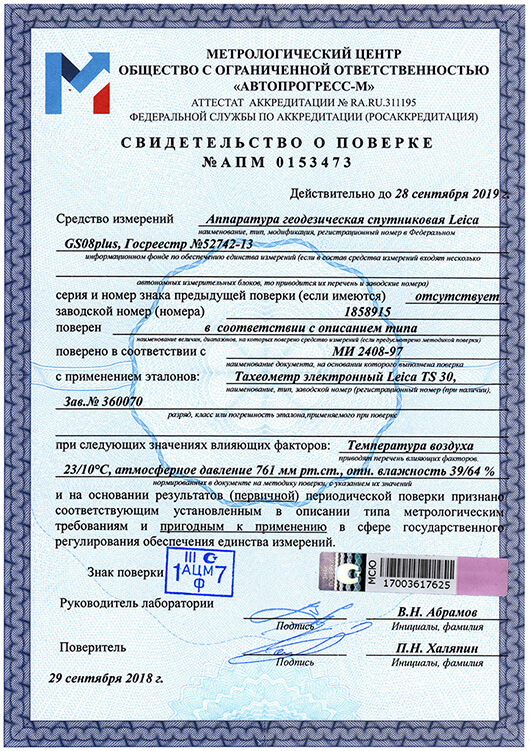 МЕТРОЛОГИЧЕСКИЙ ЦЕНТР
ОБЩЕСТВО С ОГРАНИЧЕННОЙ ОТВЕТСТВЕННОСТЬЮ
«АВТОПРОГРЕСС-М»
АТТЕСТАТ АККРЕДИТАЦИИ № RA.RU.311195
ФЕДЕРАЛЬНОЙ СЛУЖБЫ ПО АККРЕДИТАЦИИ (РОСАККРЕДИТАЦИЯ)
СВИДЕТЕЛЬСТВО О ПОВЕРКЕ
№АПМ 0153473
Действительно до 28 сентября 2019 г.
Средство измерений Аппаратура геодезическая спутниковая Leica
наименование, тип, модификация, регистрационный номер в Федеральном
GS08plus, Госреестр №52742-13
информационном фонде по обеспечению единства измерений (если в состав средства измерений входят несколько
автономных измерительных блоков, то приводится их перечень и заводские номера)
серия и номер знака предыдущей поверки (если имеются) отсутствует
заводской номер (номера) 1858915
поверен в соответствии с описанием типа
наименование величин, диапазонов, на которых поверено средство измерений (если предусмотрено методикой поверки)
поверено в соответствии с МИ 2408-97
наименование документа, на основании которого выполнена поверка
с применением эталонов: Тахеометр электронный Leica TS 30,
наименование, тип, заводской номер (регистрационный номер (при наличии),
Зав.№ 360070
разряд, класс или погрешность эталона,применяемого при поверке
при следующих значениях влияющих факторов: Температура воздуха
приводят перечень влияющих факторов.
23/10°С, атмосферное давление 761 мм рт.ст., отн. влажность 39/64 %
нормированных в документе на методику поверки, с указанием их значений
и на основании результатов (первичной) периодической поверки признано
соответствующим установленным в описании типа метрологическим
требованиям и пригодным к применению в сфере государственного
регулирования обеспечения единства измерений.
Знак поверки
III
1 АЦМ 7
Ф
МСЮ
17003617625
Руководитель лаборатории В.Н. Абрамов
Подпись Инициалы, фамилия
Поверитель П.Н. Халяпин
Подпись Инициалы, фамилия
29 сентября 2018 г.